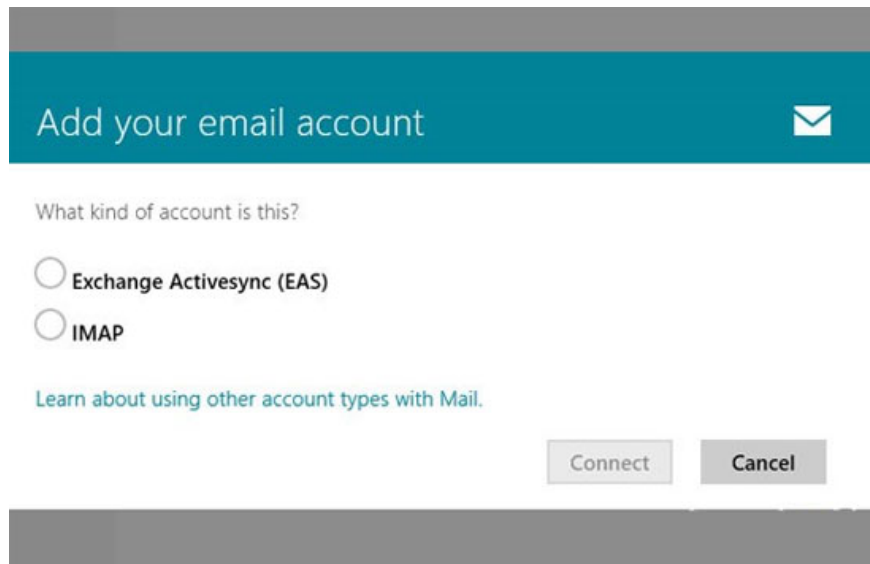 Add your email account
What kind of account is this?
Exchange Activesync (EAS)
IMAP
Learn about using other account types with Mail.
Connect Cancel